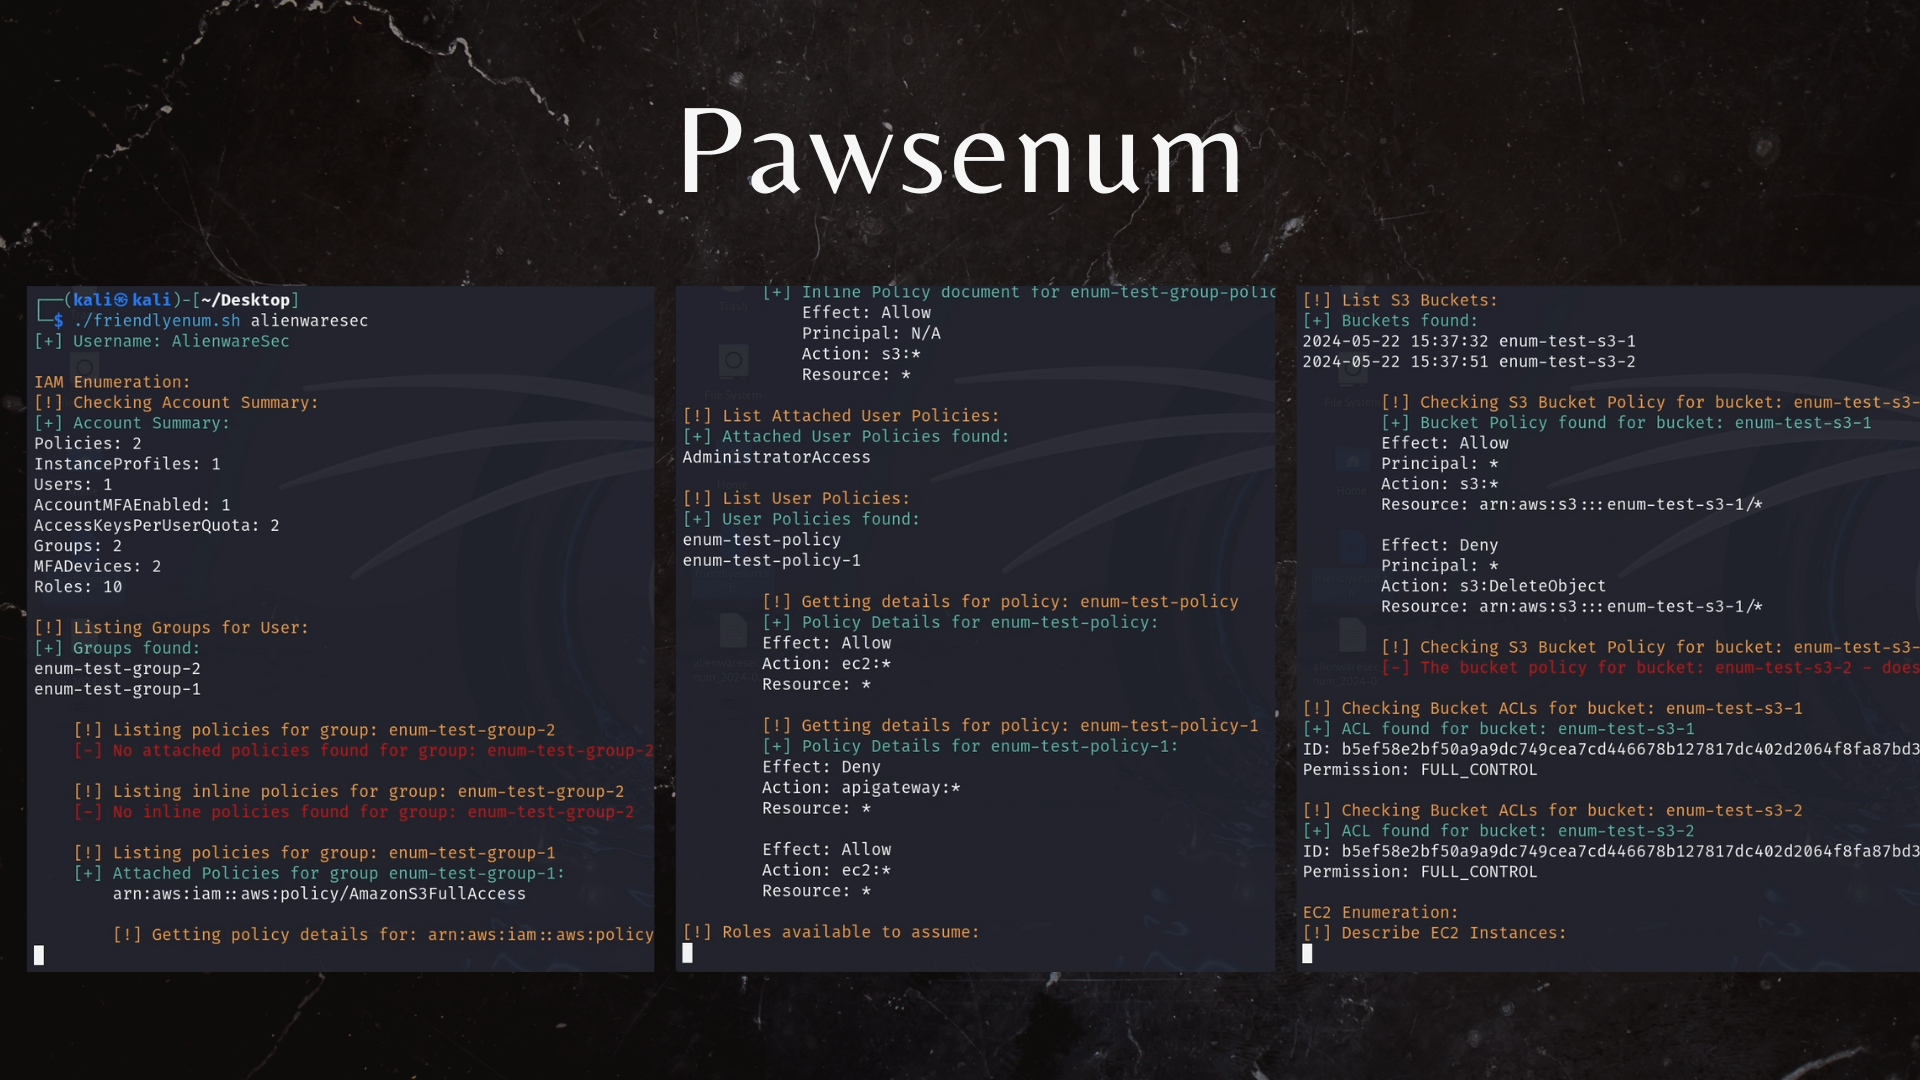 Pawsenum
┌──(kali㉿kali)-[~/Desktop]
└─$ ./friendlyenum.sh alienwaresec
[+] Username: AlienwareSec
IAM Enumeration:
[!] Checking Account Summary:
[+] Account Summary:
Policies: 2
InstanceProfiles: 1
Users: 1
AccountMFAEnabled: 1
AccessKeysPerUserQuota: 2
Groups: 2
MFADevices: 2
Roles: 10
[!] Listing Groups for User:
[+] Groups found:
enum-test-group-2
enum-test-group-1
[!] Listing policies for group: enum-test-group-2
[-] No attached policies found for group: enum-test-group-2
[!] Listing inline policies for group: enum-test-group-2
[-] No inline policies found for group: enum-test-group-2
[!] Listing policies for group: enum-test-group-1
[+] Attached Policies for group enum-test-group-1:
arn:aws:iam::aws:policy/AmazonS3FullAccess
[!] Getting policy details for: arn:aws:iam::aws:policy
[+] Inline Policy document for enum-test-group-polic
Effect: Allow
Principal: N/A
Action: s3:*
Resource: *
[!] List Attached User Policies:
[+] Attached User Policies found:
AdministratorAccess
[!] List User Policies:
[+] User Policies found:
enum-test-policy
enum-test-policy-1
[!] Getting details for policy: enum-test-policy
[+] Policy Details for enum-test-policy:
Effect: Allow
Action: ec2:*
Resource: *
[!] Getting details for policy: enum-test-policy-1
[+] Policy Details for enum-test-policy-1:
Effect: Deny
Action: apigateway:*
Resource: *
Effect: Allow
Action: ec2:*
Resource: *
[!] Roles available to assume:
[!] List S3 Buckets:
[+] Buckets found:
2024-05-22 15:37:32 enum-test-s3-1
2024-05-22 15:37:51 enum-test-s3-2
[!] Checking S3 Bucket Policy for bucket: enum-test-s3-
[+] Bucket Policy found for bucket: enum-test-s3-1
Effect: Allow
Principal: *
Action: s3:*
Resource: arn:aws:s3:::enum-test-s3-1/*
Effect: Deny
Principal: *
Action: s3:DeleteObject
Resource: arn:aws:s3:::enum-test-s3-1/*
[!] Checking S3 Bucket Policy for bucket: enum-test-s3-
[-] The bucket policy for bucket: enum-test-s3-2 - does
[!] Checking Bucket ACLs for bucket: enum-test-s3-1
[+] ACL found for bucket: enum-test-s3-1
ID: b5ef58e2bf50a9a9dc749cea7cd446678b127817dc402d2064f8fa87bd3
Permission: FULL_CONTROL
[!] Checking Bucket ACLs for bucket: enum-test-s3-2
[+] ACL found for bucket: enum-test-s3-2
ID: b5ef58e2bf50a9a9dc749cea7cd446678b127817dc402d2064f8fa87bd3
Permission: FULL_CONTROL
EC2 Enumeration:
[!] Describe EC2 Instances: